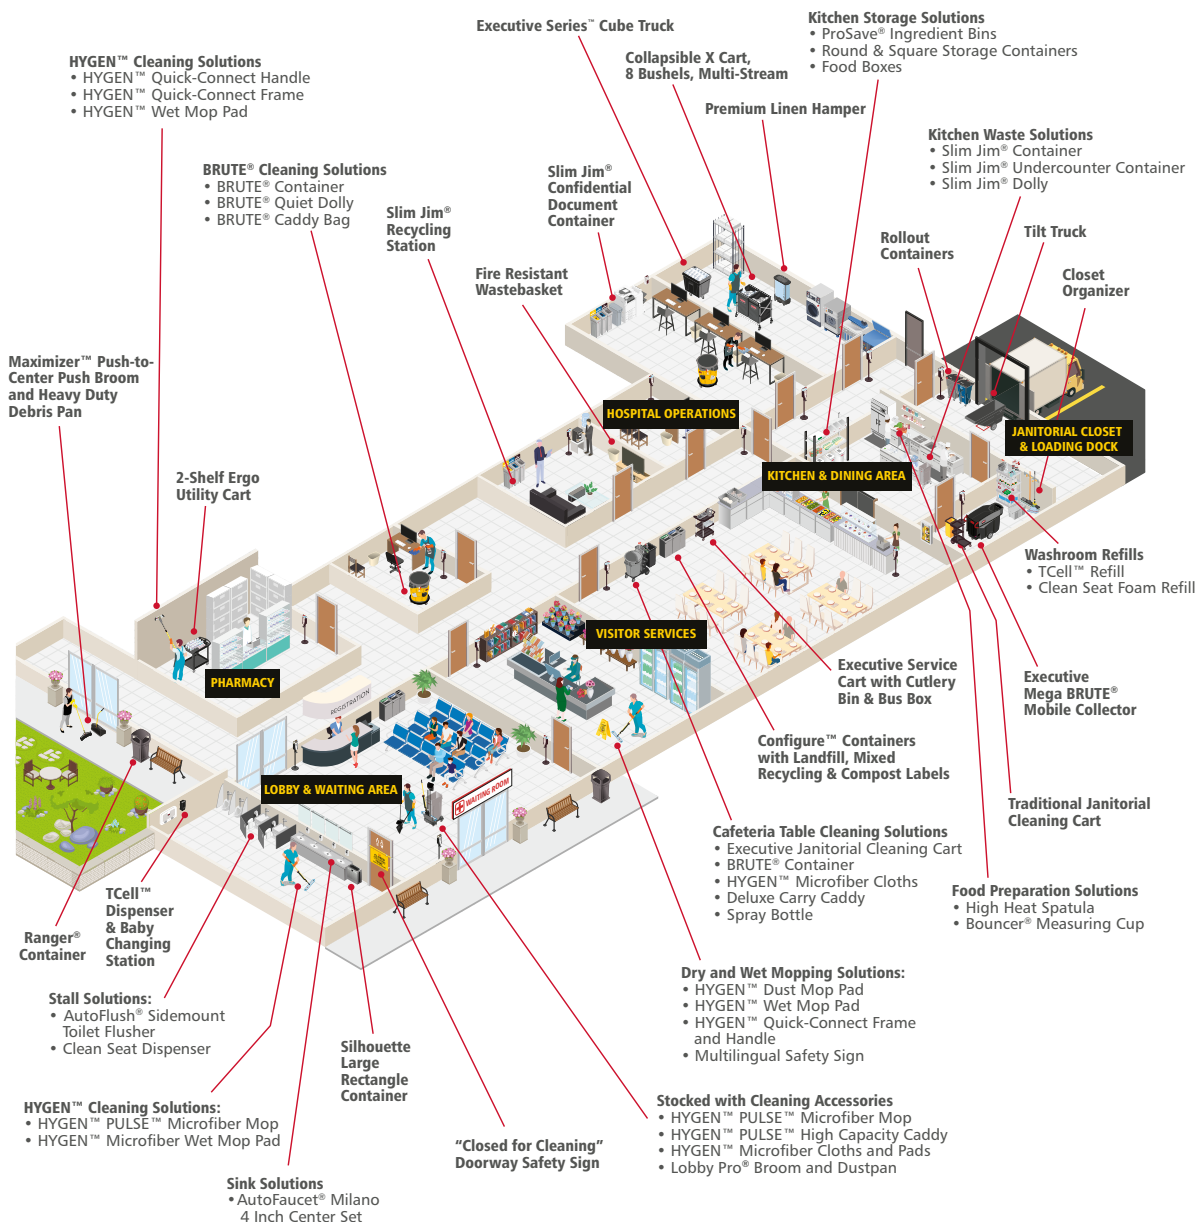 Executive Series™ Cube Truck
Kitchen Storage Solutions
• ProSave® Ingredient Bins
• Round & Square Storage Containers
• Food Boxes
Collapsible X Cart,
8 Bushels, Multi-Stream
HYGEN™ Cleaning Solutions
• HYGEN™ Quick-Connect Handle
• HYGEN™ Quick-Connect Frame
• HYGEN™ Wet Mop Pad
Premium Linen Hamper
Kitchen Waste Solutions
• Slim Jim® Container
• Slim Jim® Undercounter Container
• Slim Jim® Dolly
BRUTE® Cleaning Solutions
• BRUTE® Container
• BRUTE® Quiet Dolly
• BRUTE® Caddy Bag
Slim Jim®
Confidential
Document
Container
Slim Jim®
Recycling
Station
Rollout
Containers
Tilt Truck
Fire Resistant
Wastebasket
Closet
Organizer
Maximizer™ Push-to-
Center Push Broom
and Heavy Duty
Debris Pan
HOSPITAL OPERATIONS
JANITORIAL CLOSET
& LOADING DOCK
KITCHEN & DINING AREA
2-Shelf Ergo
Utility Cart
Washroom Refills
• TCell™ Refill
• Clean Seat Foam Refill
VISITOR SERVICES
PHARMACY
Executive Service
Cart with Cutlery
Bin & Bus Box
Executive
Mega BRUTE®
Mobile Collector
REGISTRATION
Configure™ Containers
with Landfill, Mixed
Recycling & Compost Labels
LOBBY & WAITING AREA
WAITING ROOM
Traditional Janitorial
Cleaning Cart
Cafeteria Table Cleaning Solutions
• Executive Janitorial Cleaning Cart
• BRUTE® Container
• HYGEN™ Microfiber Cloths
• Deluxe Carry Caddy
• Spray Bottle
Food Preparation Solutions
• High Heat Spatula
• Bouncer® Measuring Cup
TCell™
Dispenser
& Baby
Changing
Station
Ranger®
Container
Dry and Wet Mopping Solutions:
• HYGEN™ Dust Mop Pad
• HYGEN™ Wet Mop Pad
• HYGEN™ Quick-Connect Frame
and Handle
• Multilingual Safety Sign
Stall Solutions:
• AutoFlush® Sidemount
Toilet Flusher
• Clean Seat Dispenser
Silhouette
Large
Rectangle
Container
HYGEN™ Cleaning Solutions:
• HYGEN™ PULSE™ Microfiber Mop
• HYGEN™ Microfiber Wet Mop Pad
Stocked with Cleaning Accessories
• HYGEN™ PULSE™ Microfiber Mop
• HYGEN™ PULSE™ High Capacity Caddy
• HYGEN™ Microfiber Cloths and Pads
• Lobby Pro® Broom and Dustpan
“Closed for Cleaning”
Doorway Safety Sign
Sink Solutions
• AutoFaucet® Milano
4 Inch Center Set